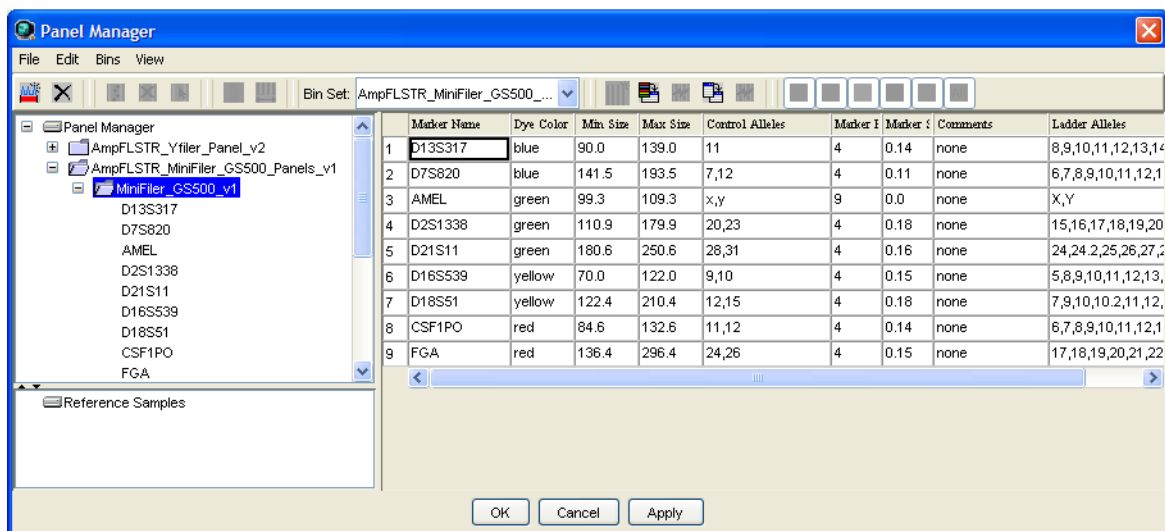 Panel Manager
File Edit Bins View
Bin Set: AmpFLSTR_MiniFiler_GS500_...
Panel Manager
AmpFLSTR_Yfiler_Panel_v2
AmpFLSTR_MiniFiler_GS500_Panels_v1
MiniFiler_GS500_v1
D13S317
D7S820
AMEL
D2S1338
D21S11
D16S539
D18S51
CSF1PO
FGA
Reference Samples
Marker Name Dye Color Min Size Max Size Control Alleles Marker Marker Comments Ladder Alleles
1 D13S317 blue 90.0 139.0 11 4 0.14 none 8,9,10,11,12,13,14
2 D7S820 blue 141.5 193.5 7,12 4 0.11 none 6,7,8,9,10,11,12,1
3 AMEL green 99.3 109.3 x,y 9 0.0 none X,Y
4 D2S1338 green 110.9 179.9 20,23 4 0.18 none 15,16,17,18,19,20
5 D21S11 green 180.6 250.6 28,31 4 0.16 none 24,24.2,25,26,27,2
6 D16S539 yellow 70.0 122.0 9,10 4 0.15 none 5,8,9,10,11,12,13,
7 D18S51 yellow 122.4 210.4 12,15 4 0.18 none 7,9,10,10.2,11,12,
8 CSF1PO red 84.6 132.6 11,12 4 0.14 none 6,7,8,9,10,11,12,1
9 FGA red 136.4 296.4 24,26 4 0.15 none 17,18,19,20,21,22
OK Cancel Apply